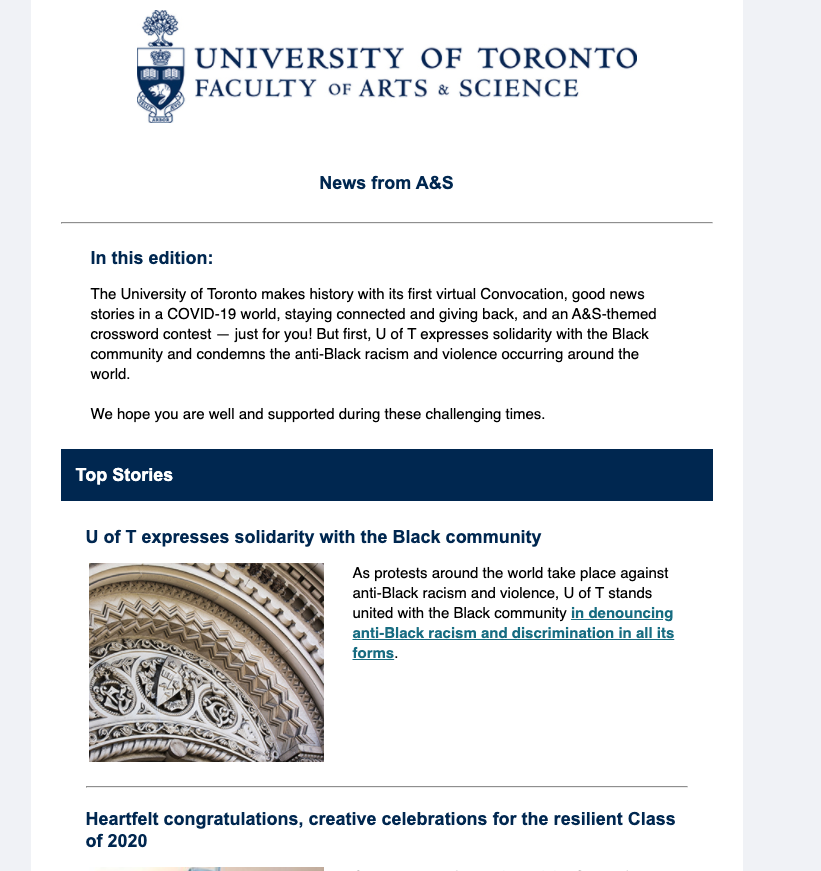 UNIVERSITY OF TORONTO
FACULTY OF ARTS & SCIENCE
News from A&S
In this edition:
The University of Toronto makes history with its first virtual Convocation, good news
stories in a COVID-19 world, staying connected and giving back, and an A&S-themed
crossword contest — just for you! But first, U of T expresses solidarity with the Black
community and condemns the anti-Black racism and violence occurring around the
world.
We hope you are well and supported during these challenging times.
Top Stories
U of T expresses solidarity with the Black community
As protests around the world take place against
anti-Black racism and violence, U of T stands
united with the Black community in denouncing
anti-Black racism and discrimination in all its
forms.
Heartfelt congratulations, creative celebrations for the resilient Class
of 2020